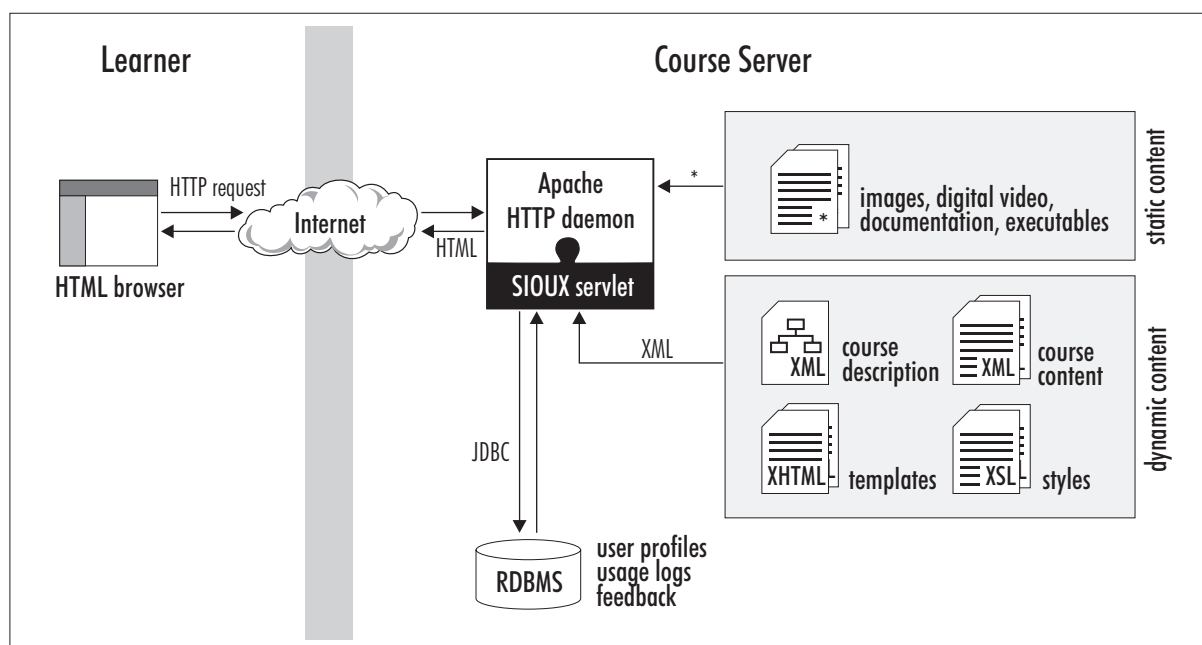 Learner
Course Server
HTTP request
Internet
HTML browser
HTML
Apache
HTTP daemon
SIOUX servlet
*
*
images, digital video,
documentation, executables
static content
XML
XML
course
description
XML
course
content
XHTML
templates
XSL
styles
dynamic content
JDBC
RDBMS
user profiles
usage logs
feedback